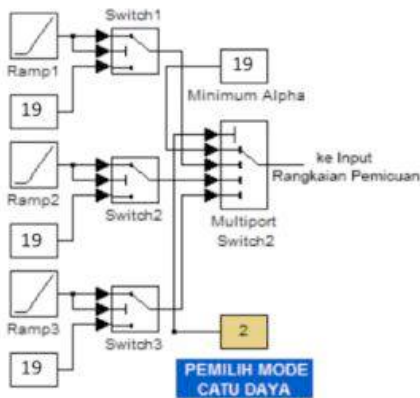 Switch1
Ramp1
19
19
Minimum Alpha
ke Input
Rangkaian Pemicuan
Ramp2
Switch2
19
Multiport
Switch2
Ramp3
Switch3
19
2
PEMILIH MODE
CATU DAYA